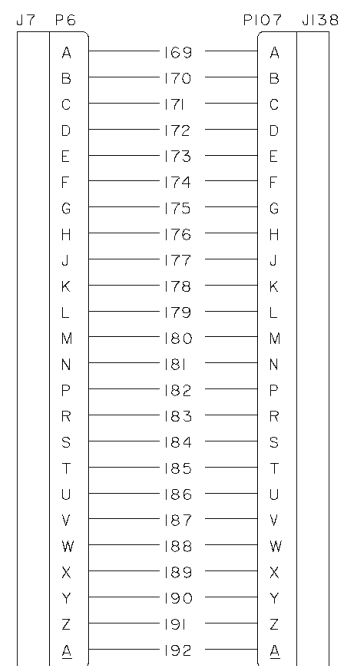 J7 P6 P107 J138
A 169 A
B 170 B
C 171 C
D 172 D
E 173 E
F 174 F
G 175 G
H 176 H
J 177 J
K 178 K
L 179 L
M 180 M
N 181 N
P 182 P
R 183 R
S 184 S
T 185 T
U 186 U
V 187 V
W 188 W
X 189 X
Y 190 Y
Z 191 Z
A 192 A